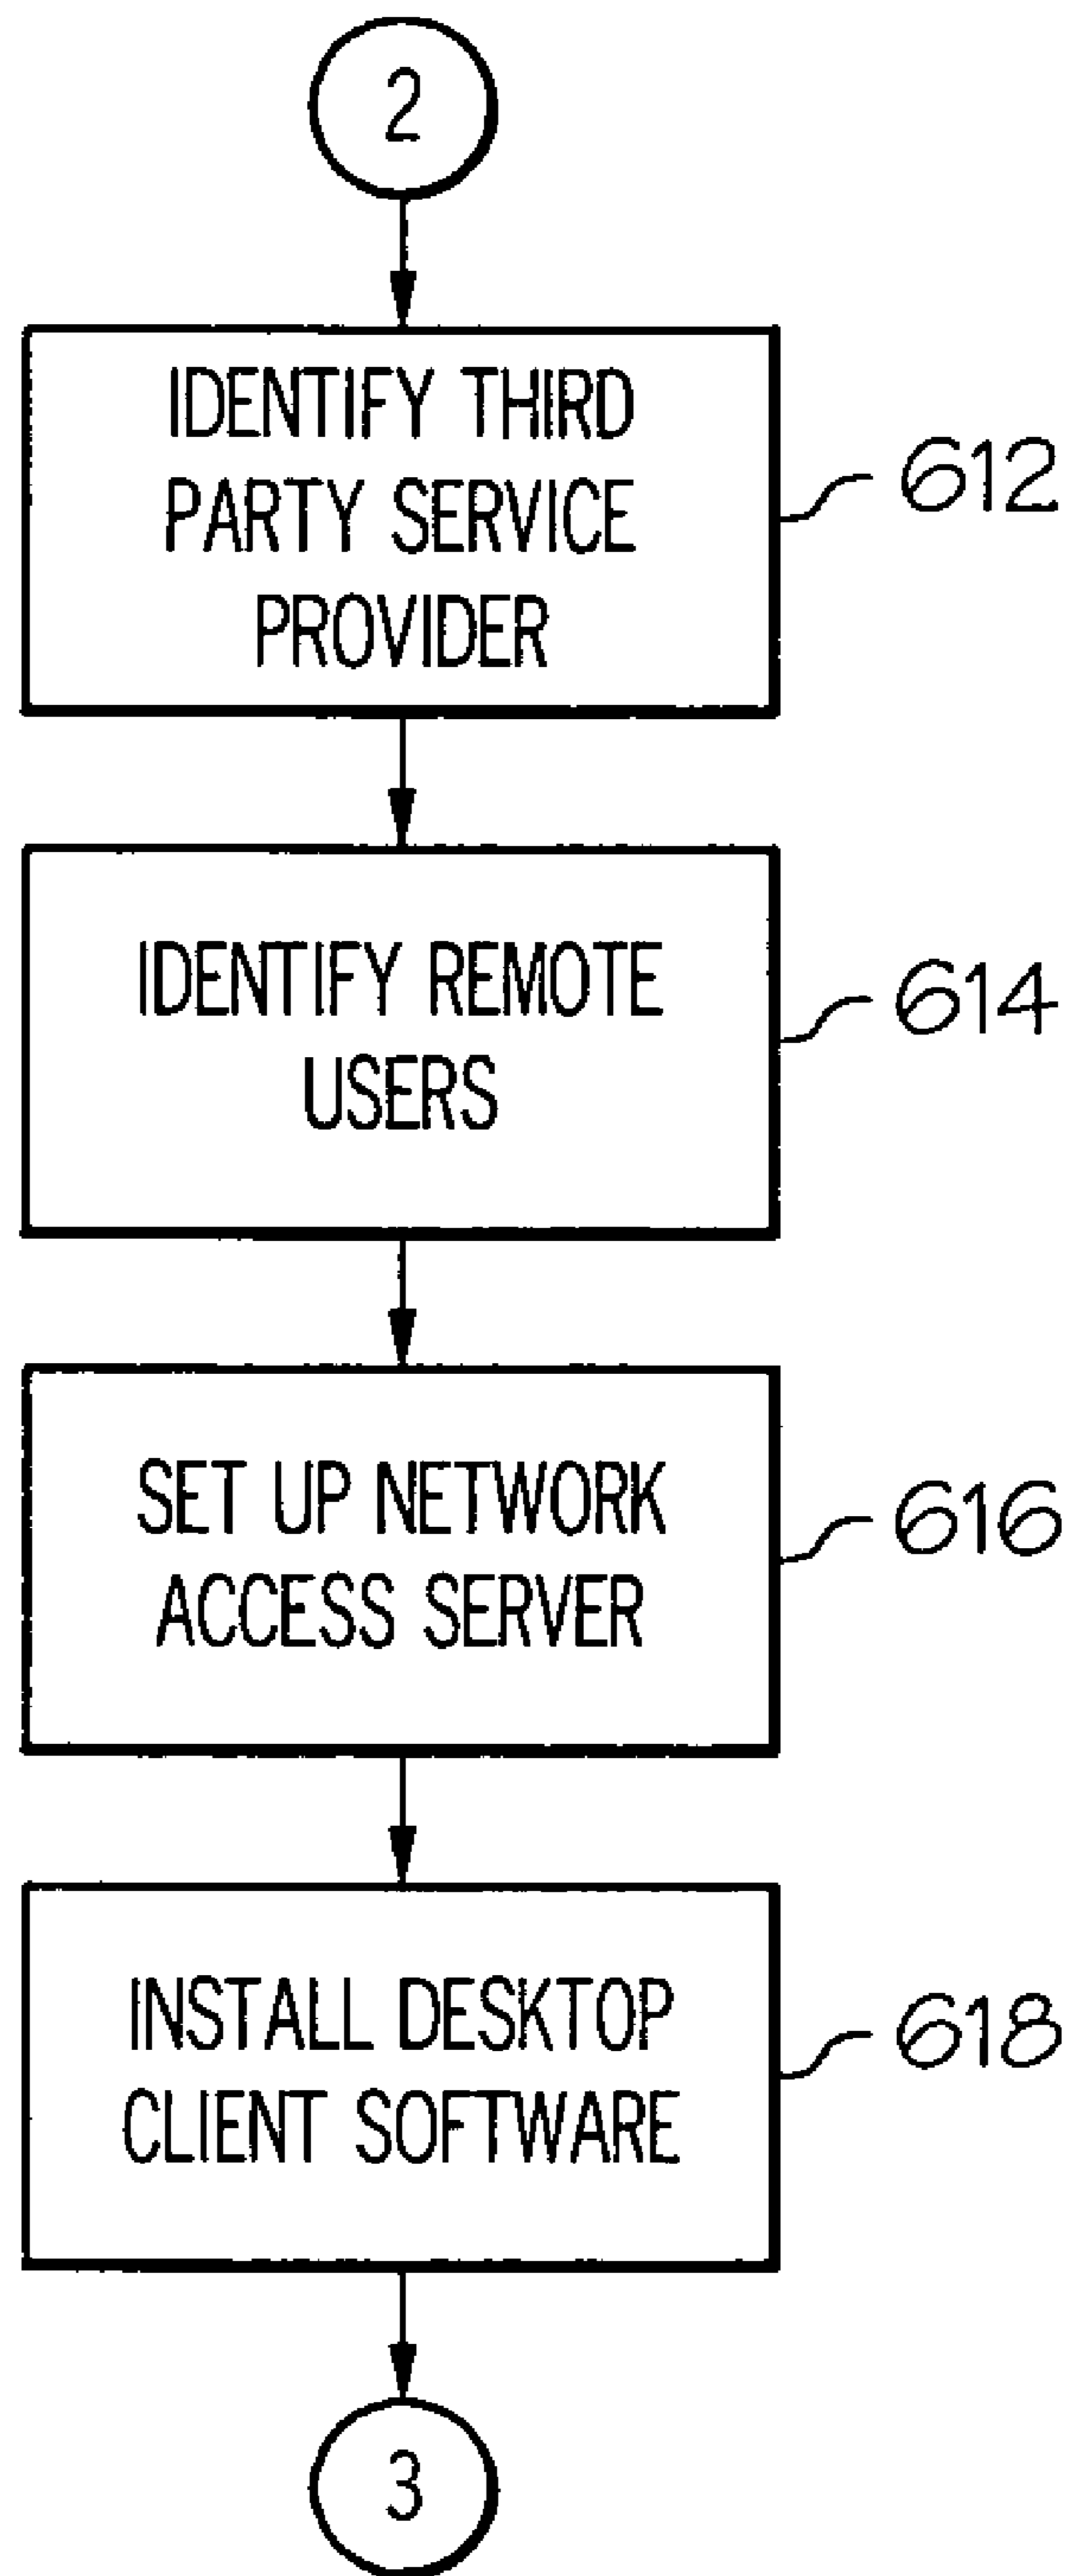 2
IDENTIFY THIRD
PARTY SERVICE
PROVIDER
612
IDENTIFY REMOTE
USERS
614
SET UP NETWORK
ACCESS SERVER
616
INSTALL DESKTOP
CLIENT SOFTWARE
618
3